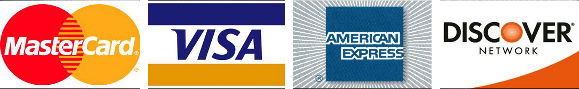 MasterCard
VISA
AMERICAN
EXPRESS
®
DISCOVER
NETWORK